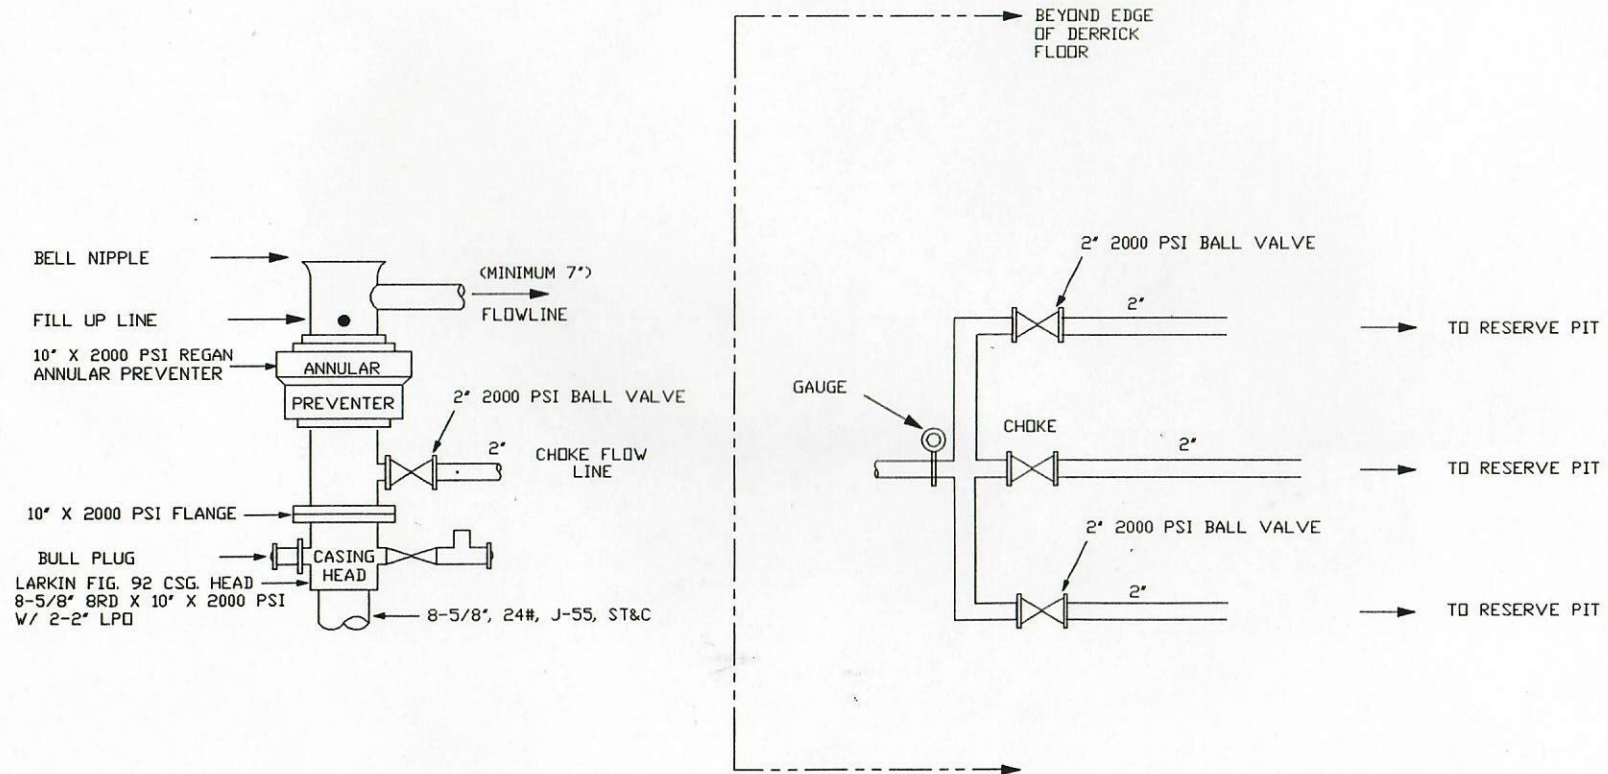 BEYOND EDGE
OF DERRICK
FLOOR
BELL NIPPLE
(MINIMUM 7")
FLOWLINE
FILL UP LINE
10" X 2000 PSI REGAN
ANNULAR PREVENTER
ANNULAR
PREVENTER
2" 2000 PSI BALL VALVE
2"
CHOKE FLOW
LINE
10" X 2000 PSI FLANGE
BULL PLUG
CASING
HEAD
LARKIN FIG. 92 CSG. HEAD
8-5/8" 8RD X 10" X 2000 PSI
W/ 2-2" LPO
8-5/8", 24#, J-55, ST&C
2" 2000 PSI BALL VALVE
2"
TO RESERVE PIT
GAUGE
CHOKE
2"
TO RESERVE PIT
2" 2000 PSI BALL VALVE
2"
TO RESERVE PIT